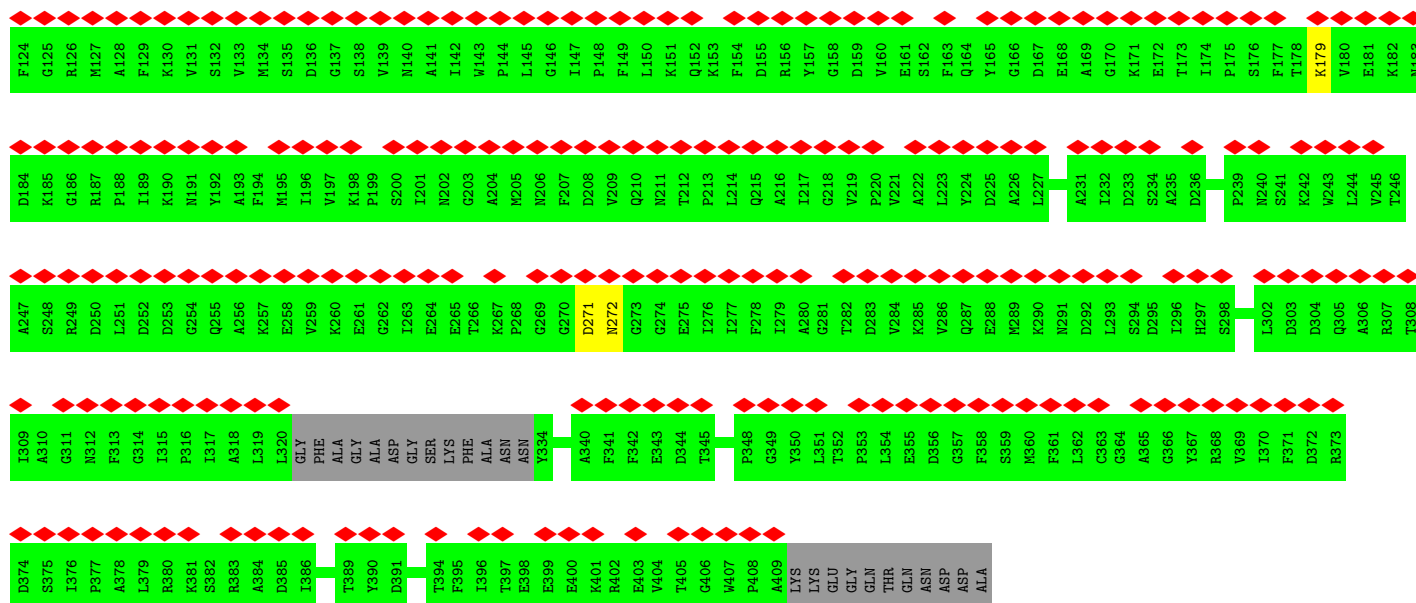 F124 G125 R126 M127 A128 F129 K130 V131 S132 V133 M134 S135 D136 G137 S138 V139 N140 A141 I142 W143 P144 L145 G146 I147 P148 F149 L150 K151 Q152 K153 F154 D155 R156 Y157 G158 D159 V160 E161 S162 F163 Q164 Y165 G166 D167 E168 A169 G170 K171 E172 T173 I174 P175 S176 F177 T178 K179 V180 E181 K182 N183
D184 K185 G186 R187 P188 I189 K190 N191 Y192 A193 F194 M195 I196 V197 K198 P199 S200 I201 N202 G203 A204 M205 N206 F207 D208 V209 Q210 N211 T212 P213 L214 Q215 A216 I217 G218 V219 P220 V221 A222 L223 Y224 D225 A226 L227 A231 I232 D233 S234 A235 D236 P239 N240 S241 K242 W243 L244 V245 T246
A247 S248 R249 D250 L251 D252 D253 G254 Q255 A256 K257 E258 V259 K260 E261 G262 I263 E264 E265 T266 K267 P268 G269 G270 D271 N272 G273 G274 E275 I276 I277 F278 I279 A280 G281 T282 D283 V284 K285 V286 Q287 E288 M289 K290 N291 D292 L293 S294 D295 I296 H297 S298 L302 D303 D304 Q305 A306 R307 T308
I309 A310 G311 N312 F313 G314 I315 P316 I317 A318 L319 L320 GLY PHE ALA GLY ALA ASP GLY SER LYS PHE ALA ASN ASN Y334 A340 F341 F342 E343 D344 T345 P348 G349 Y350 L351 T352 P353 L354 E355 D356 G357 F358 S359 M360 F361 L362 C363 G364 A365 G366 Y367 R368 V369 I370 F371 D372 R373
D374 S375 I376 P377 A378 L379 R380 K381 S382 R383 A384 D385 I386 T389 Y390 D391 T394 F395 I396 T397 E398 E399 E400 K401 R402 E403 V404 T405 G406 W407 P408 A409 LYS LYS GLU GLY GLN THR GLN ASN ASP ASP ALA